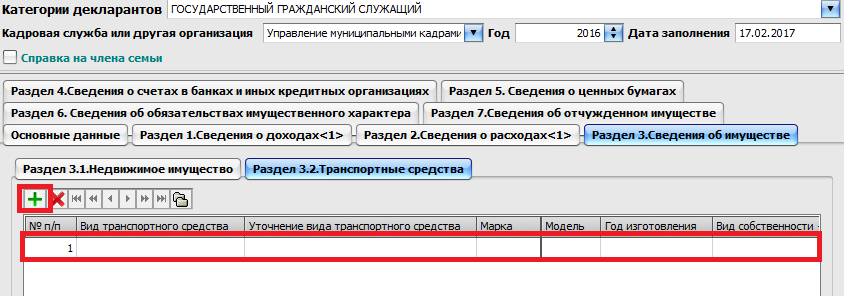 Категории декларантов ГОСУДАРСТВЕННЫЙ ГРАЖДАНСКИЙ СЛУЖАЩИЙ
Кадровая служба или другая организация Управление муниципальными кадрами Год 2016 Дата заполнения 17.02.2017
Справка на члена семьи
Раздел 4.Сведения о счетах в банках и иных кредитных организациях Раздел 5. Сведения о ценных бумагах
Раздел 6. Сведения об обязательствах имущественного характера Раздел 7.Сведения об отчужденном имуществе
Основные данные Раздел 1.Сведения о доходах<1> Раздел 2.Сведения о расходах<1> Раздел 3.Сведения об имуществе
Раздел 3.1.Недвижимое имущество Раздел 3.2.Транспортные средства
№ п/п Вид транспортного средства Уточнение вида транспортного средства Марка Модель Год изготовления Вид собственности
1